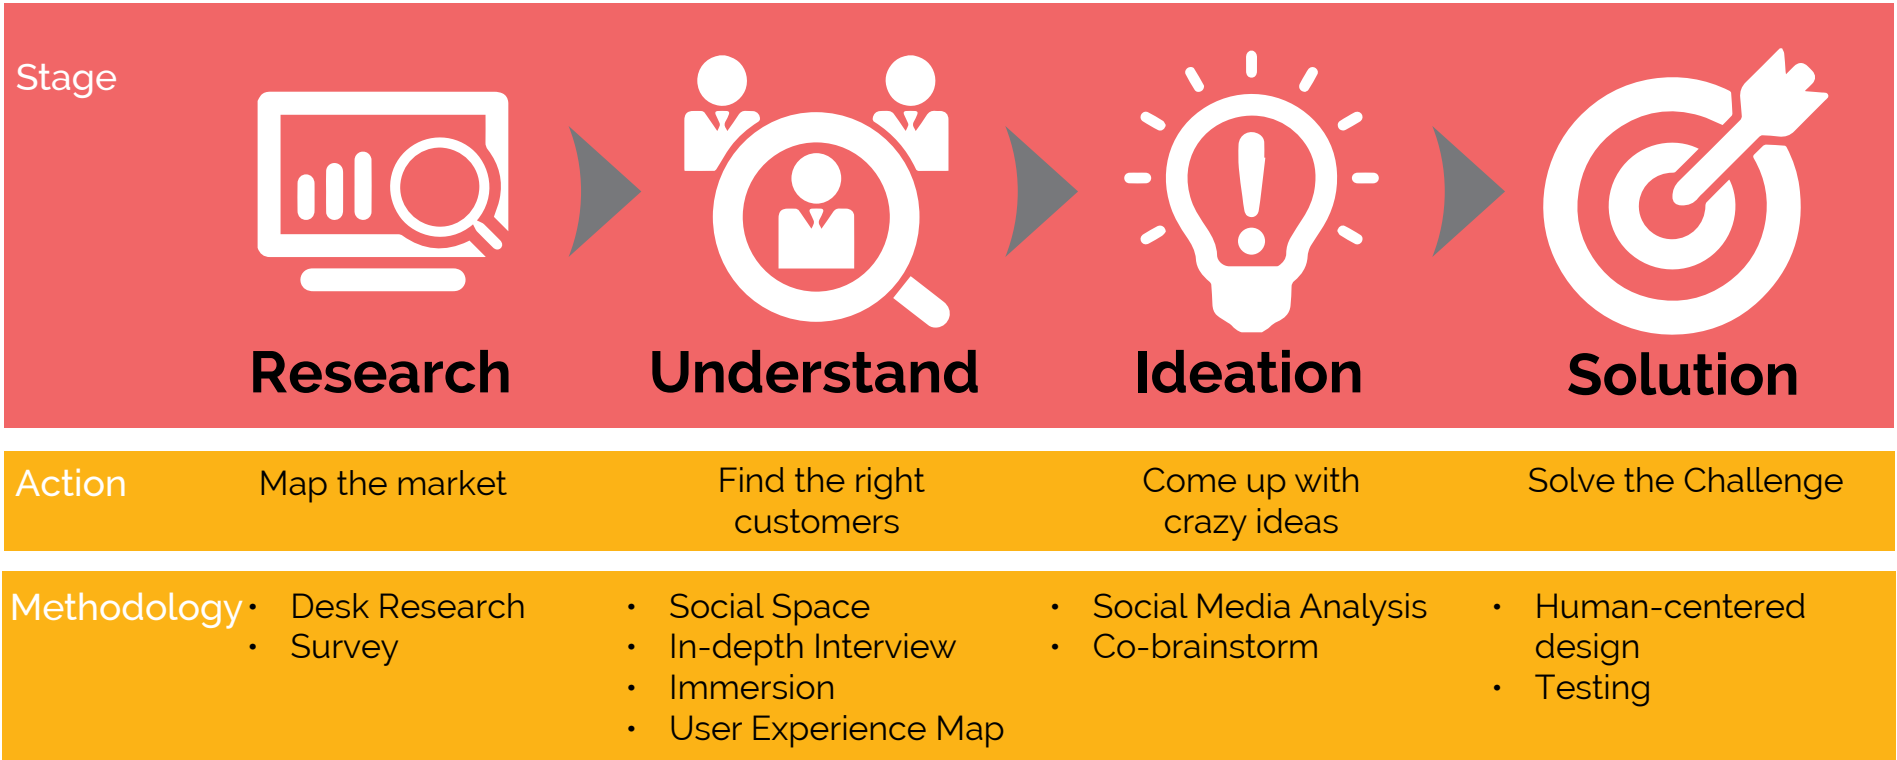 Stage
Research
Understand
Ideation
Solution
Action
Map the market
Find the right
customers
Come up with
crazy ideas
Solve the Challenge
Methodology
• Desk Research
• Survey
• Social Space
• In-depth Interview
• Immersion
• User Experience Map
• Social Media Analysis
• Co-brainstorm
• Human-centered
design
• Testing